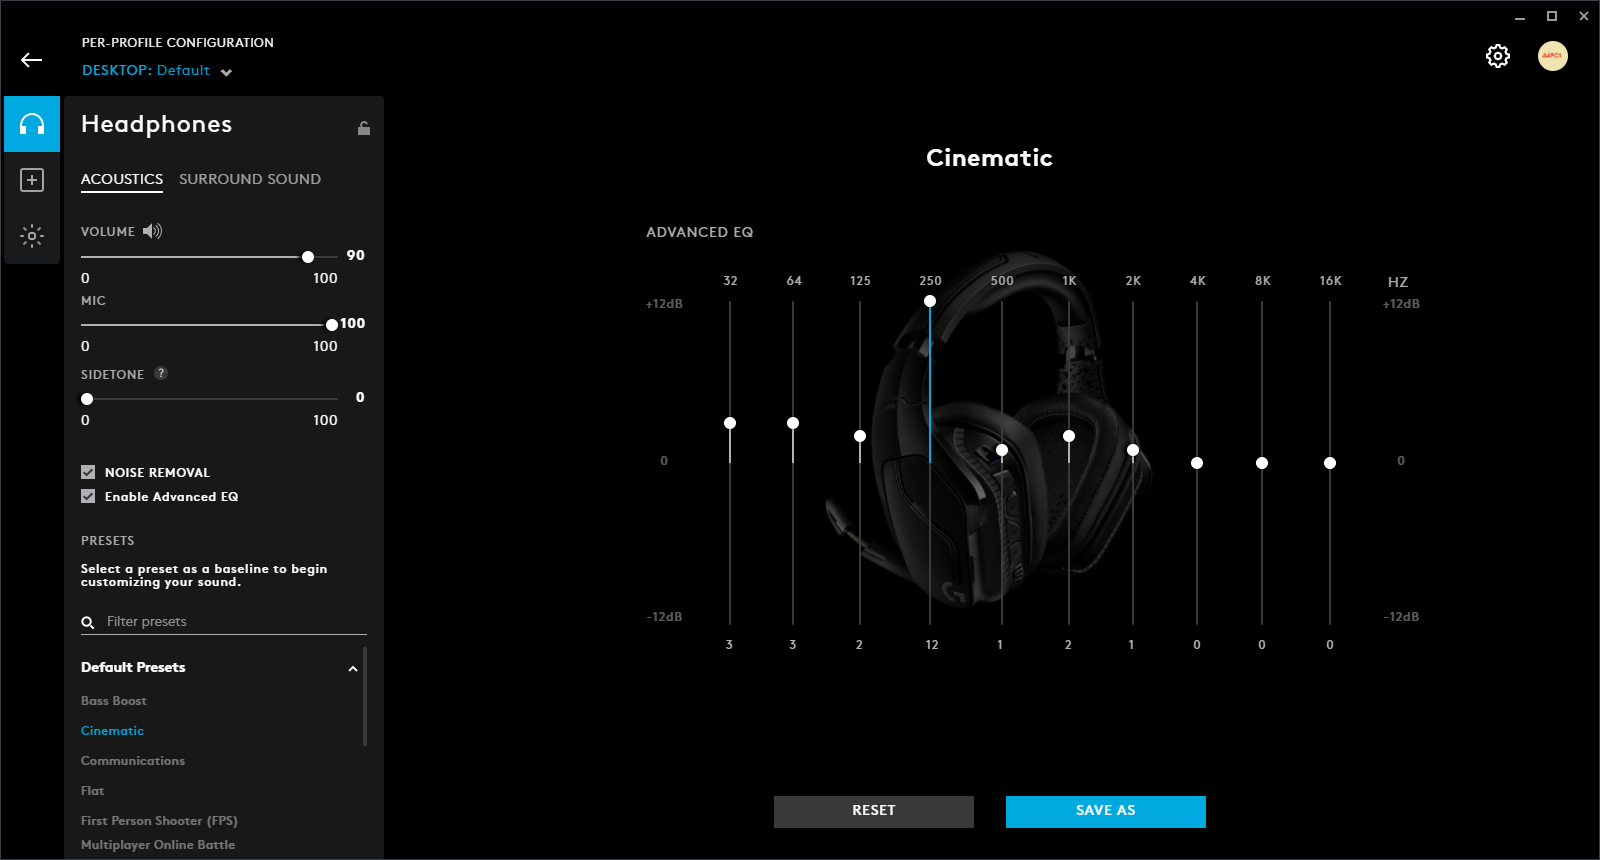 PER-PROFILE CONFIGURATION
DESKTOP: Default
A4PC1
Headphones
ACOUSTICS SURROUND SOUND
VOLUME
90
0 100
MIC
100
0 100
SIDETONE ?
0
0 100
NOISE REMOVAL
Enable Advanced EQ
PRESETS
Select a preset as a baseline to begin
customizing your sound.
Filter presets
Default Presets
Bass Boost
Cinematic
Communications
Flat
First Person Shooter (FPS)
Multiplayer Online Battle
Cinematic
ADVANCED EQ
32 64 125 250 500 1K 2K 4K 8K 16K HZ
+12dB +12dB
0 0
-12dB -12dB
3 3 2 12 1 2 1 0 0 0
RESET SAVE AS